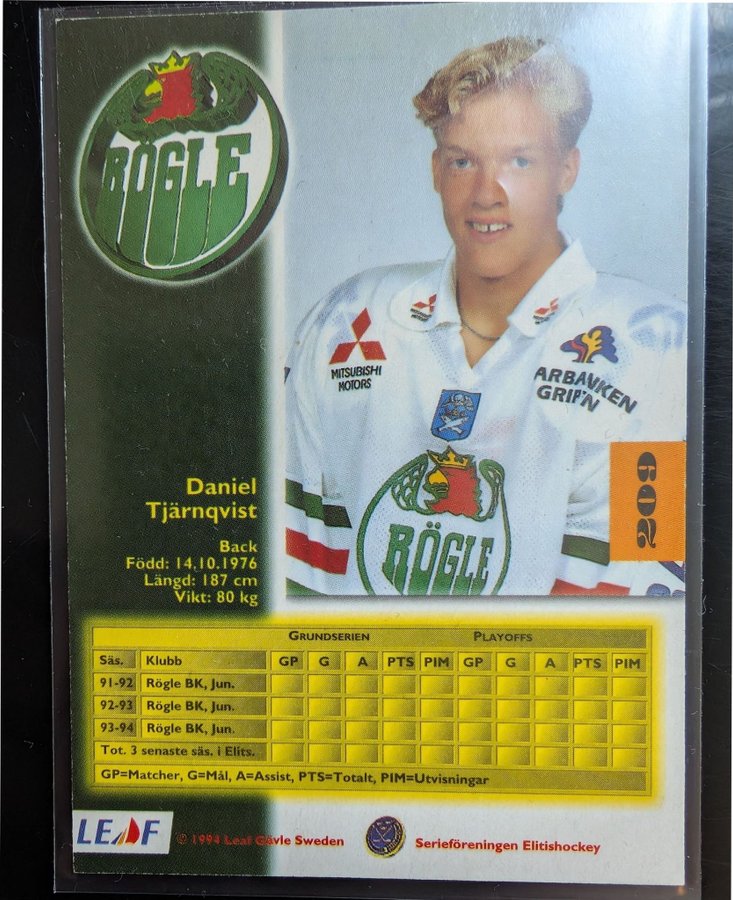 RÖGLE
MITSUBISHI
MOTORS
ARBAVKEN
GRIPEN
RÖGLE
209
Daniel
Tjärnqvist
Back
Född: 14.10.1976
Längd: 187 cm
Vikt: 80 kg
GRUNDSERIEN PLAYOFFS
Säs. Klubb GP G A PTS PIM GP G A PTS PIM
91-92 Rögle BK, Jun.
92-93 Rögle BK, Jun.
93-94 Rögle BK, Jun.
Tot. 3 senaste säs. i Elits.
GP=Matcher, G=Mål, A=Assist, PTS=Totalt, PIM=Utvisningar
LEAF © 1994 Leaf Gävle Sweden Serieföreningen Elitishockey